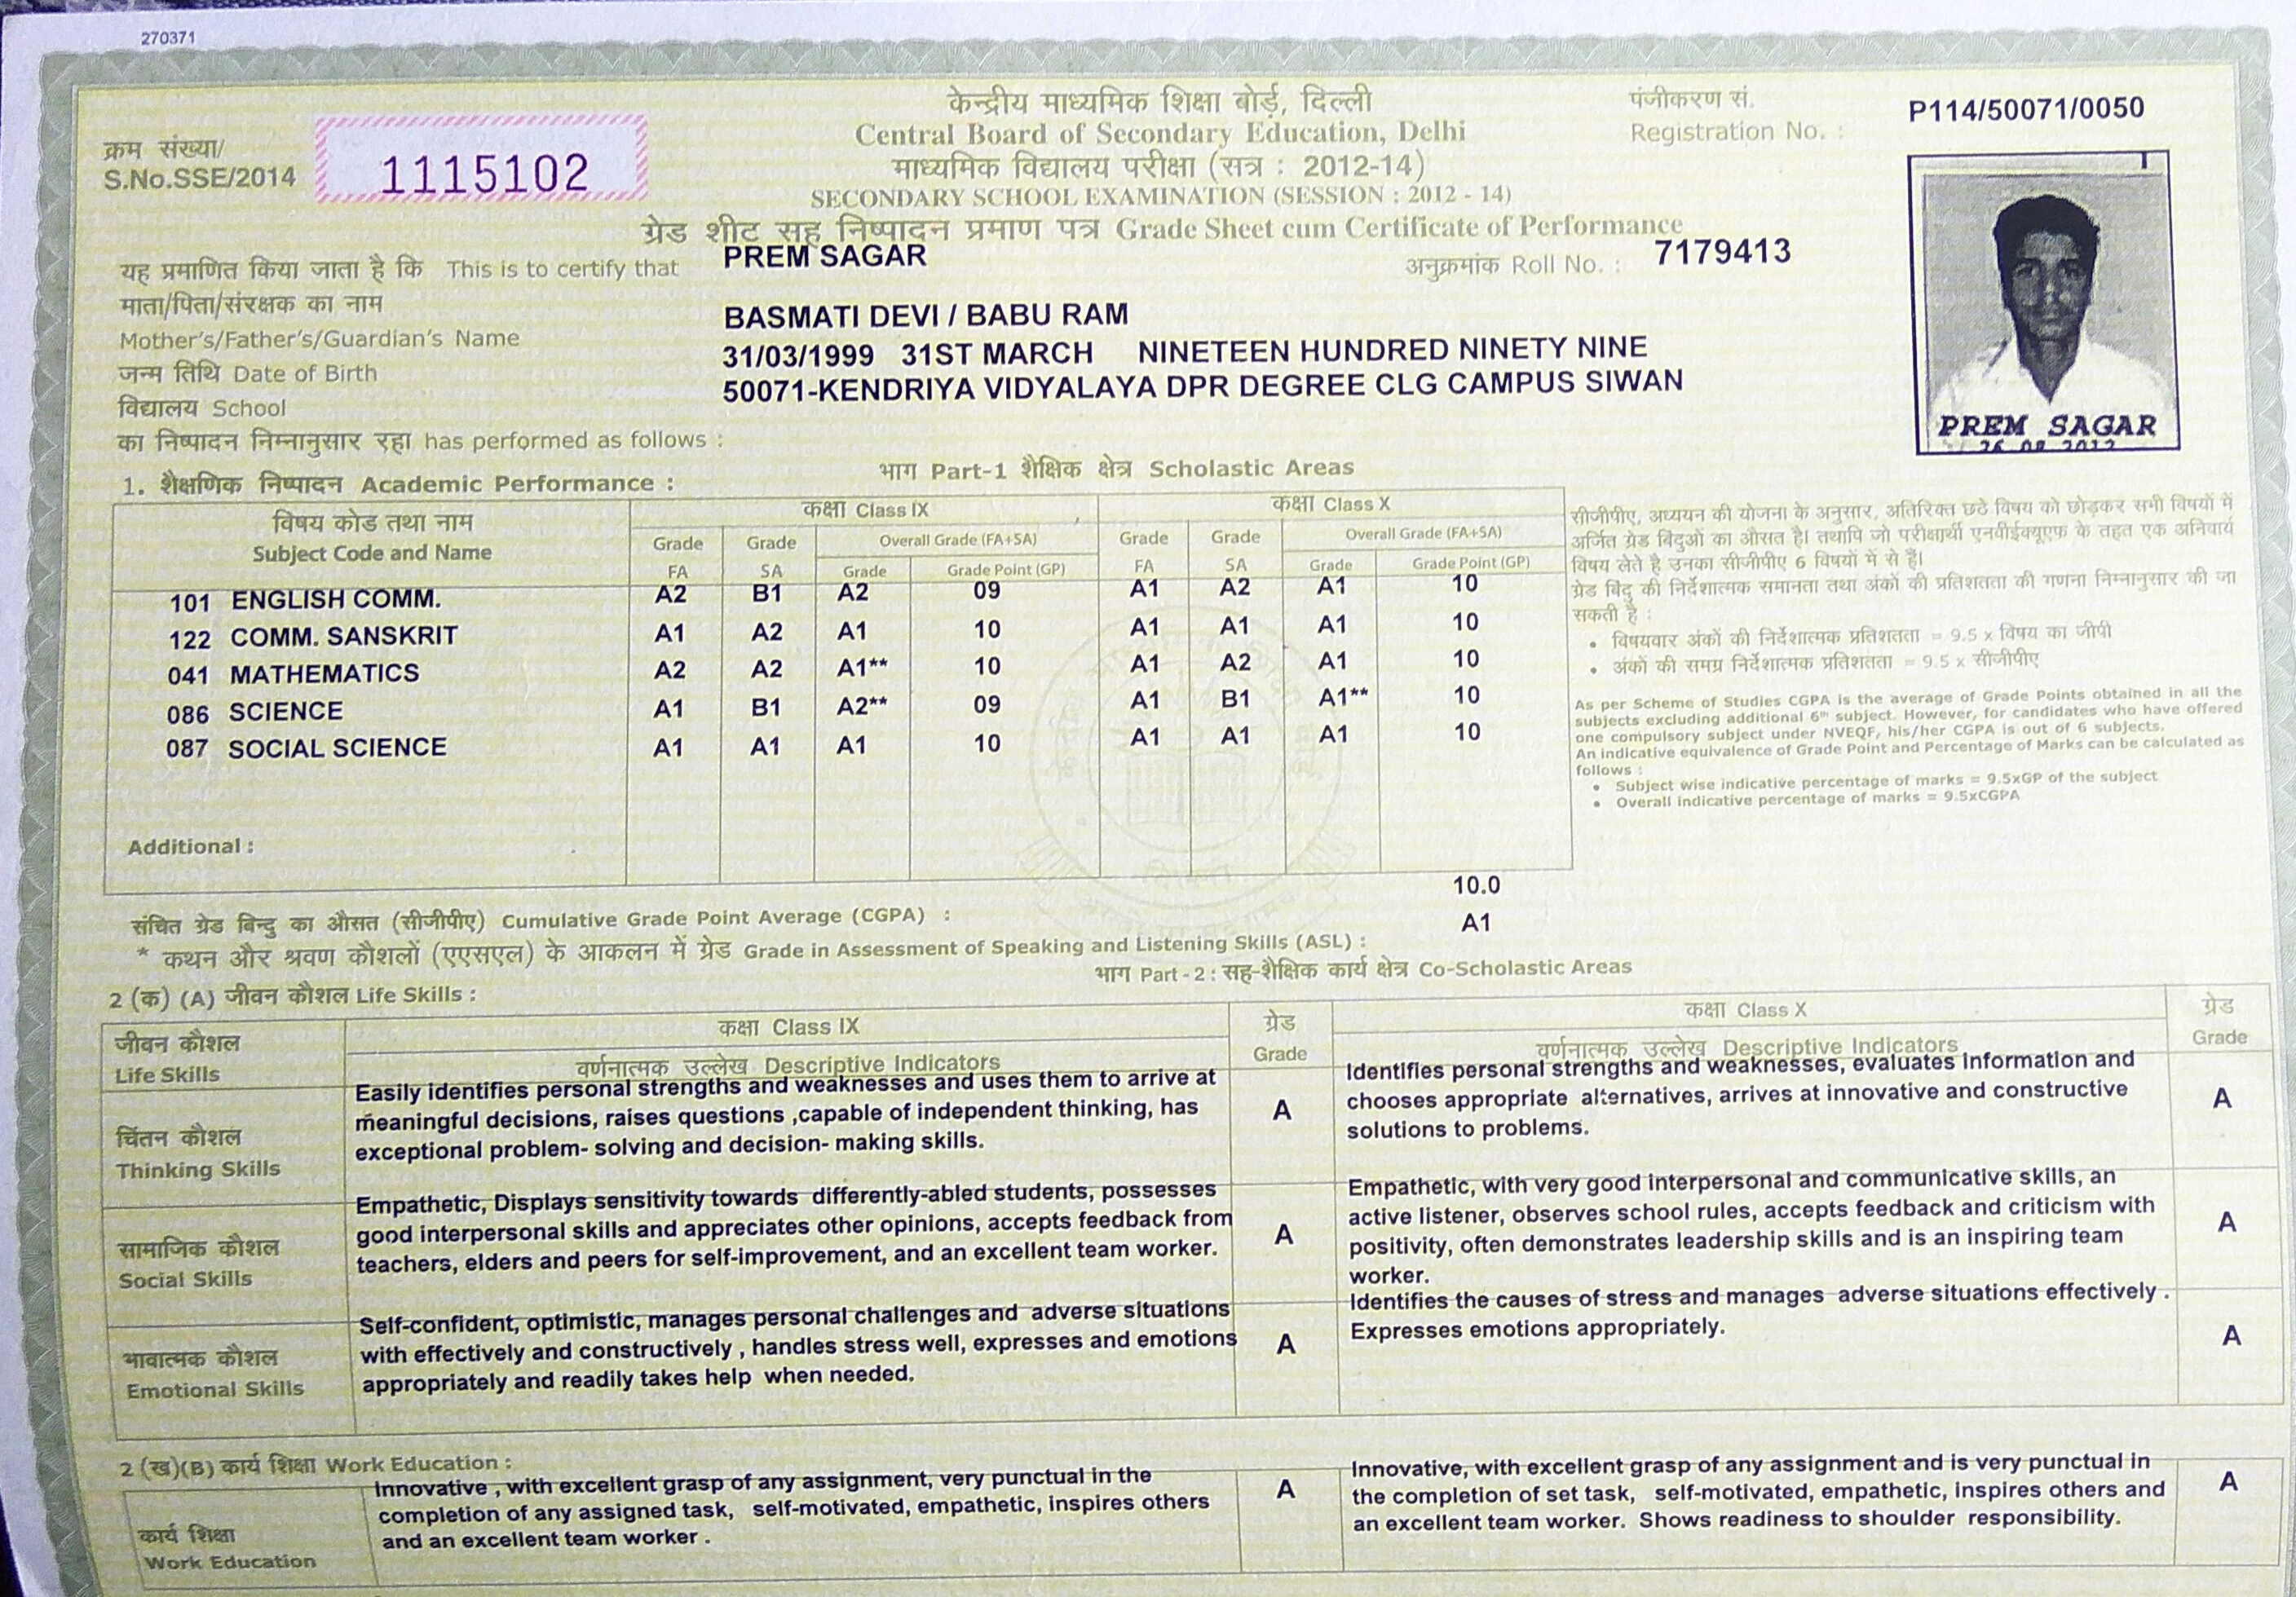 270371
केन्द्रीय माध्यमिक शिक्षा बोर्ड, दिल्ली
Central Board of Secondary Education, Delhi
माध्यमिक विद्यालय परीक्षा (सत्र : 2012-14)
SECONDARY SCHOOL EXAMINATION (SESSION : 2012 - 14)
ग्रेड शीट सह निष्पादन प्रमाण पत्र Grade Sheet cum Certificate of Performance
क्रम संख्या/
S.No.SSE/2014 1115102
पंजीकरण सं.
Registration No. : P114/50071/0050
यह प्रमाणित किया जाता है कि This is to certify that PREM SAGAR
अनुक्रमांक Roll No. : 7179413
माता/पिता/संरक्षक का नाम
Mother's/Father's/Guardian's Name BASMATI DEVI / BABU RAM
जन्म तिथि Date of Birth 31/03/1999 31ST MARCH NINETEEN HUNDRED NINETY NINE
विद्यालय School 50071-KENDRIYA VIDYALAYA DPR DEGREE CLG CAMPUS SIWAN
का निष्पादन निम्नानुसार रहा has performed as follows :
PREM SAGAR
26 08 2012
भाग Part-1 शैक्षिक क्षेत्र Scholastic Areas
1. शैक्षणिक निष्पादन Academic Performance :
विषय कोड तथा नाम
Subject Code and Name
कक्षा Class IX
कक्षा Class X
Grade Grade Overall Grade (FA+SA) Grade Grade Overall Grade (FA+SA)
FA SA Grade Grade Point (GP) FA SA Grade Grade Point (GP)
101 ENGLISH COMM. A2 B1 A2 09 A1 A2 A1 10
122 COMM. SANSKRIT A1 A2 A1 10 A1 A1 A1 10
041 MATHEMATICS A2 A2 A1** 10 A1 A2 A1 10
086 SCIENCE A1 B1 A2** 09 A1 B1 A1** 10
087 SOCIAL SCIENCE A1 A1 A1 10 A1 A1 A1 10
Additional :
सीजीपीए, अध्ययन की योजना के अनुसार, अतिरिक्त छठे विषय को छोड़कर सभी विषयों में
अर्जित ग्रेड बिंदुओं का औसत है। तथापि जो परीक्षार्थी एनवीईक्यूएफ के तहत एक अनिवार्य
विषय लेते है उनका सीजीपीए 6 विषयों में से है।
ग्रेड बिंदु की निर्देशात्मक समानता तथा अंकों की प्रतिशतता की गणना निम्नानुसार की जा
सकती है :
• विषयवार अंकों की निर्देशात्मक प्रतिशतता = 9.5 x विषय का जीपी
• अंकों की समग्र निर्देशात्मक प्रतिशतता = 9.5 x सीजीपीए
As per Scheme of Studies CGPA is the average of Grade Points obtained in all the
subjects excluding additional 6th subject. However, for candidates who have offered
one compulsory subject under NVEQF, his/her CGPA is out of 6 subjects.
An indicative equivalence of Grade Point and Percentage of Marks can be calculated as
follows :
• Subject wise indicative percentage of marks = 9.5xGP of the subject
• Overall indicative percentage of marks = 9.5xCGPA
संचित ग्रेड बिन्दु का औसत (सीजीपीए) Cumulative Grade Point Average (CGPA) : 10.0
* कथन और श्रवण कौशलों (एएसएल) के आकलन में ग्रेड Grade in Assessment of Speaking and Listening Skills (ASL) : A1
भाग Part - 2 : सह-शैक्षिक कार्य क्षेत्र Co-Scholastic Areas
2 (क) (A) जीवन कौशल Life Skills :
जीवन कौशल
Life Skills
कक्षा Class IX
वर्णनात्मक उल्लेख Descriptive Indicators
ग्रेड
Grade
कक्षा Class X
वर्णनात्मक उल्लेख Descriptive Indicators
ग्रेड
Grade
चिंतन कौशल
Thinking Skills
Easily identifies personal strengths and weaknesses and uses them to arrive at
meaningful decisions, raises questions ,capable of independent thinking, has
exceptional problem- solving and decision- making skills.
A
Identifies personal strengths and weaknesses, evaluates information and
chooses appropriate alternatives, arrives at innovative and constructive
solutions to problems.
A
सामाजिक कौशल
Social Skills
Empathetic, Displays sensitivity towards differently-abled students, possesses
good interpersonal skills and appreciates other opinions, accepts feedback from
teachers, elders and peers for self-improvement, and an excellent team worker.
A
Empathetic, with very good interpersonal and communicative skills, an
active listener, observes school rules, accepts feedback and criticism with
positivity, often demonstrates leadership skills and is an inspiring team
worker.
A
भावात्मक कौशल
Emotional Skills
Self-confident, optimistic, manages personal challenges and adverse situations
with effectively and constructively , handles stress well, expresses and emotions
appropriately and readily takes help when needed.
A
Identifies the causes of stress and manages adverse situations effectively .
Expresses emotions appropriately.
A
2 (ख)(B) कार्य शिक्षा Work Education :
कार्य शिक्षा
Work Education
Innovative , with excellent grasp of any assignment, very punctual in the
completion of any assigned task, self-motivated, empathetic, inspires others
and an excellent team worker .
A
Innovative, with excellent grasp of any assignment and is very punctual in
the completion of set task, self-motivated, empathetic, inspires others and
an excellent team worker. Shows readiness to shoulder responsibility.
A